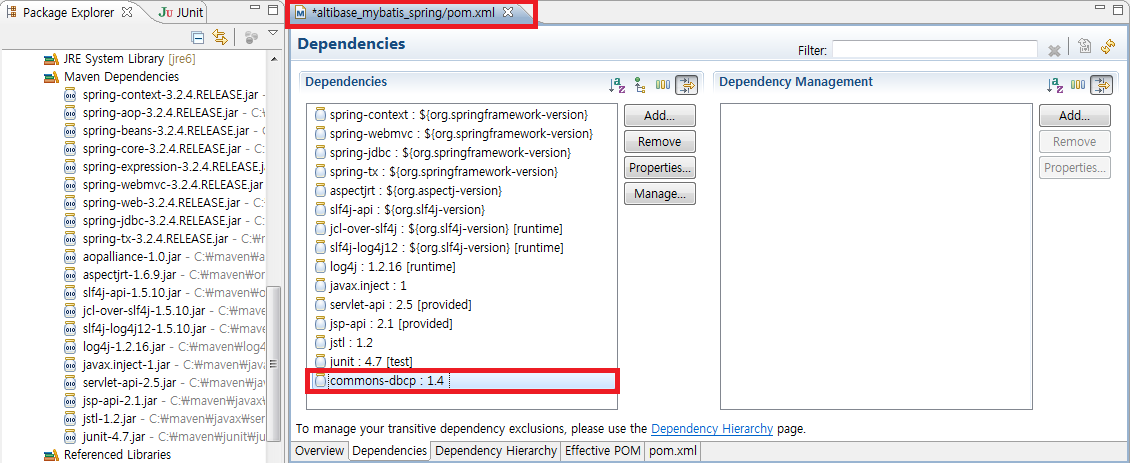 Package Explorer
JUnit
JRE System Library [jre6]
Maven Dependencies
spring-context-3.2.4.RELEASE.jar -
spring-aop-3.2.4.RELEASE.jar - C:₩
spring-beans-3.2.4.RELEASE.jar - C
spring-core-3.2.4.RELEASE.jar - C:
spring-expression-3.2.4.RELEASE.jar
spring-webmvc-3.2.4.RELEASE.jar
spring-web-3.2.4.RELEASE.jar - C:
spring-jdbc-3.2.4.RELEASE.jar - C:
spring-tx-3.2.4.RELEASE.jar - C:₩
aopalliance-1.0.jar - C:₩maven₩a
aspectjrt-1.6.9.jar - C:₩maven₩o
slf4j-api-1.5.10.jar - C:₩maven₩o
jcl-over-slf4j-1.5.10.jar - C:₩mave
slf4j-log4j12-1.5.10.jar - C:₩mave
log4j-1.2.16.jar - C:₩maven₩log4
javax.inject-1.jar - C:₩maven₩jav
servlet-api-2.5.jar - C:₩maven₩ja
jsp-api-2.1.jar - C:₩maven₩javax
jstl-1.2.jar - C:₩maven₩javax₩ser
junit-4.7.jar - C:₩maven₩junit₩ju
Referenced Libraries
*altibase_mybatis_spring/pom.xml
Dependencies
Filter:
Dependencies
spring-context : ${org.springframework-version}
spring-webmvc : ${org.springframework-version}
spring-jdbc : ${org.springframework-version}
spring-tx : ${org.springframework-version}
aspectjrt : ${org.aspectj-version}
slf4j-api : ${org.slf4j-version}
jcl-over-slf4j : ${org.slf4j-version} [runtime]
slf4j-log4j12 : ${org.slf4j-version} [runtime]
log4j : 1.2.16 [runtime]
javax.inject : 1
servlet-api : 2.5 [provided]
jsp-api : 2.1 [provided]
jstl : 1.2
junit : 4.7 [test]
commons-dbcp : 1.4
Add...
Remove
Properties...
Manage...
Dependency Management
Add...
Remove
Properties...
To manage your transitive dependency exclusions, please use the Dependency Hierarchy page.
Overview Dependencies Dependency Hierarchy Effective POM pom.xml